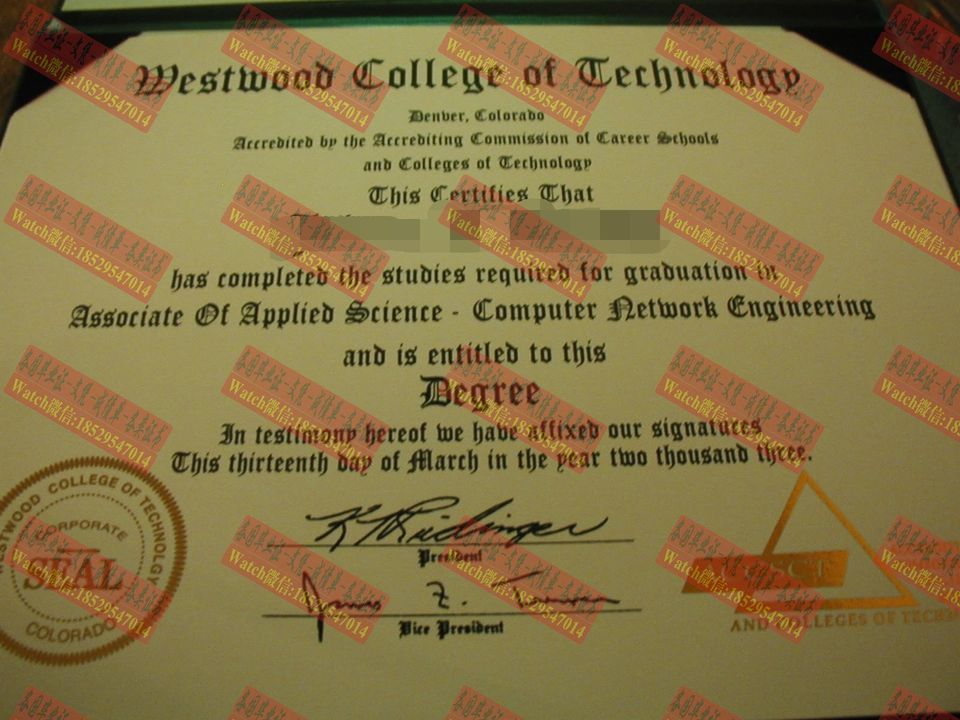 Westwood College of Technology
Denver, Colorado
Accredited by the Accrediting Commission of Career Schools
and Colleges of Technology
This Certifies That
has completed the studies required for graduation in
Associate Of Applied Science - Computer Network Engineering
and is entitled to this
Degree
In testimony hereof we have affixed our signatures
This thirteenth day of March in the year two thousand three.
President
Vice President
WESTWOOD COLLEGE OF TECHNOLOGY
CORPORATE
SEAL
COLORADO
AND COLLEGES OF
Watch微信:18529547014